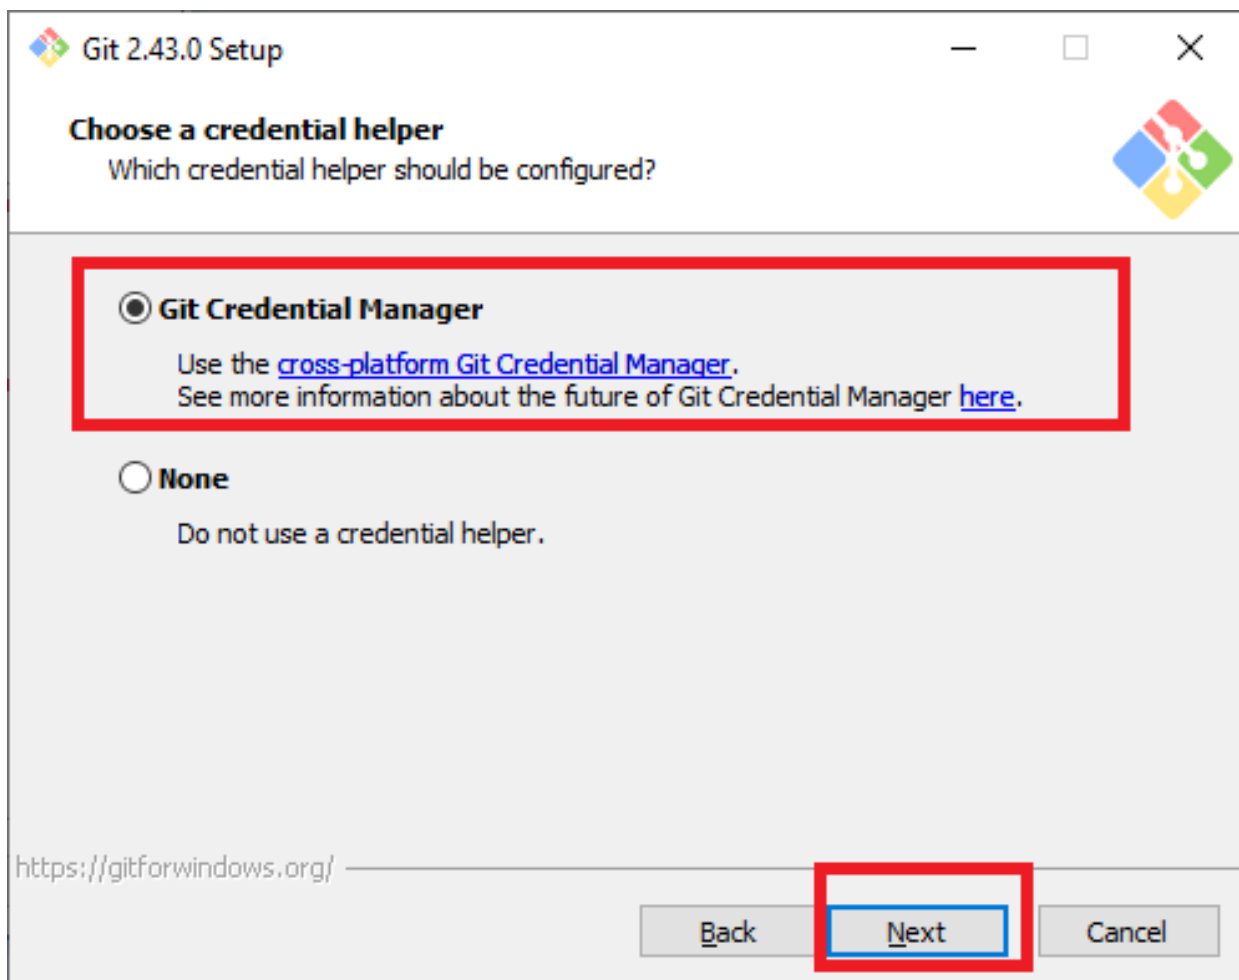 Git 2.43.0 Setup
Choose a credential helper
Which credential helper should be configured?
Git Credential Manager
Use the cross-platform Git Credential Manager.
See more information about the future of Git Credential Manager here.
None
Do not use a credential helper.
https://gitforwindows.org/
Back
Next
Cancel